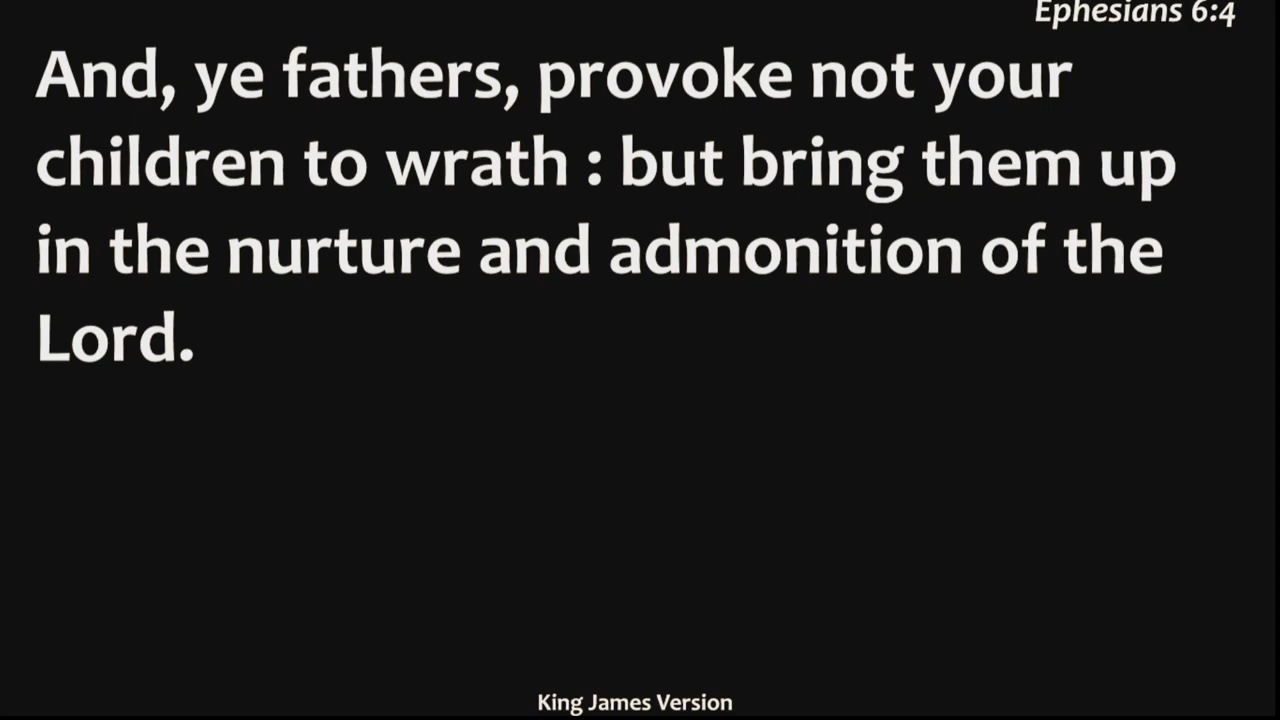 Ephesians 6:4
And, ye fathers, provoke not your
children to wrath : but bring them up
in the nurture and admonition of the
Lord.
King James Version